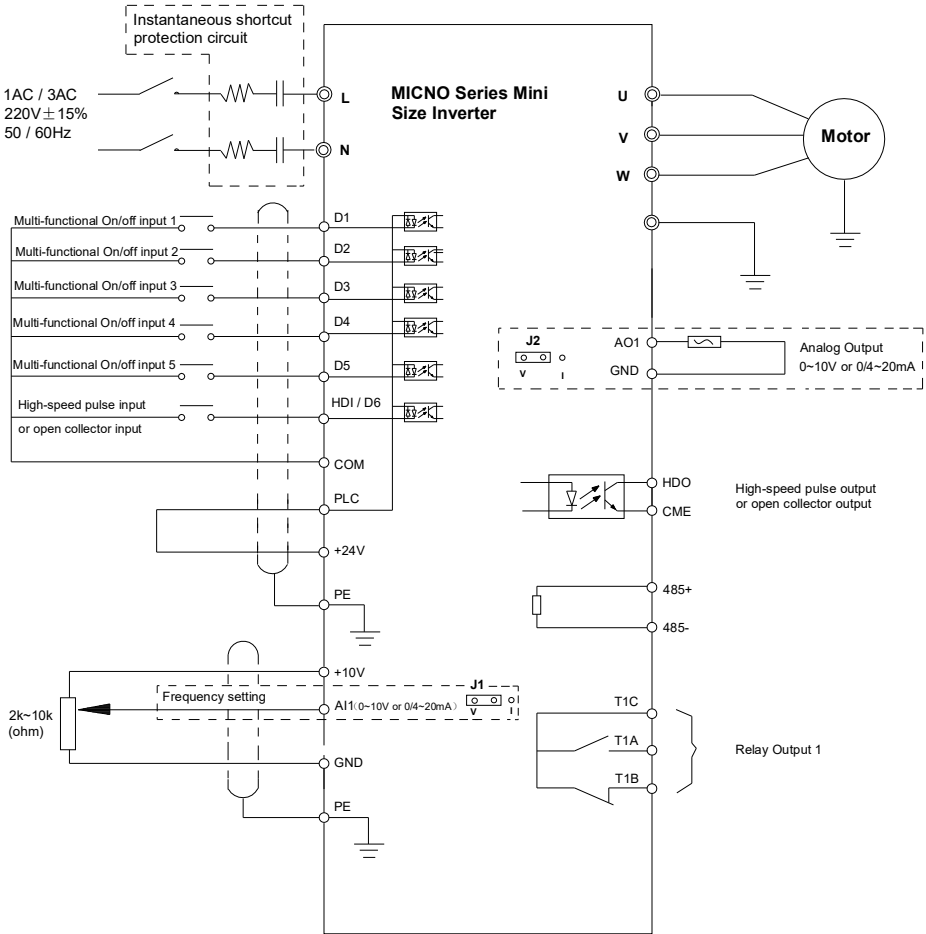 Instantaneous shortcut
protection circuit
1AC / 3AC
220V±15%
50 / 60Hz
L
N
MICNO Series Mini
Size Inverter
U
V
W
Motor
Multi-functional On/off input 1
D1
Multi-functional On/off input 2
D2
Multi-functional On/off input 3
D3
Multi-functional On/off input 4
D4
Multi-functional On/off input 5
D5
High-speed pulse input
or open collector input
HDI / D6
COM
PLC
+24V
PE
J2
V
I
AO1
GND
Analog Output
0~10V or 0/4~20mA
HDO
CME
High-speed pulse output
or open collector output
485+
485-
+10V
Frequency setting
AI1(0~10V or 0/4~20mA)
J1
V
I
2k~10k
(ohm)
GND
PE
T1C
T1A
T1B
Relay Output 1